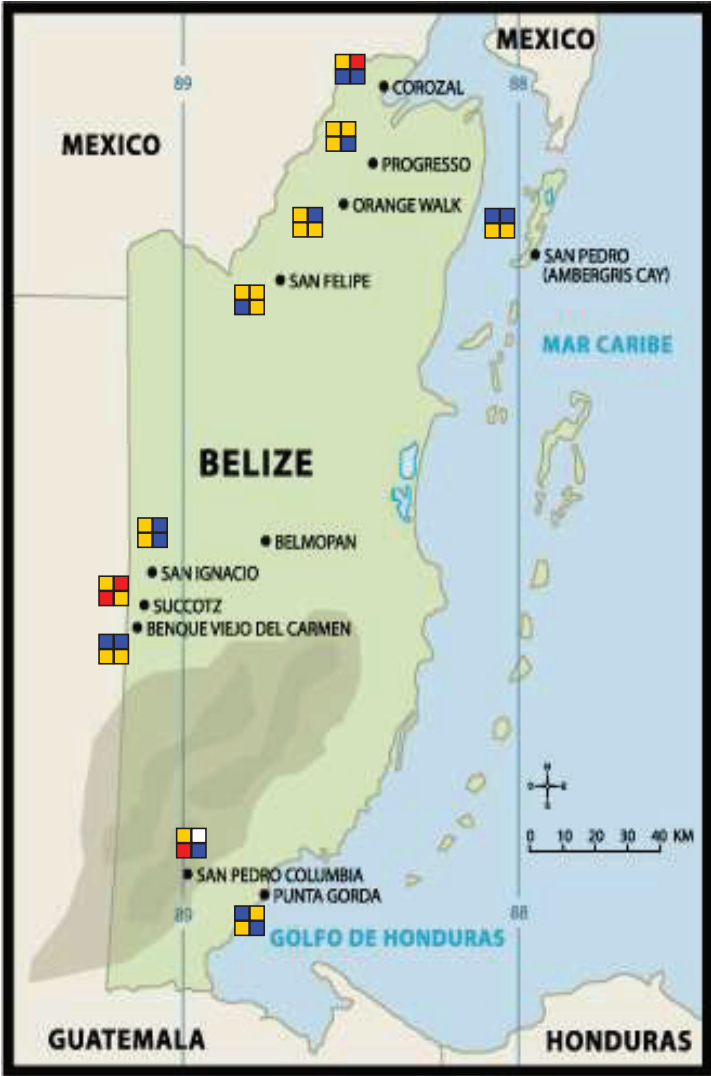 MEXICO
89
88
COROZAL
MEXICO
PROGRESSO
ORANGE WALK
SAN PEDRO
(AMBERGRIS CAY)
SAN FELIPE
MAR CARIBE
BELIZE
BELMOPAN
SAN IGNACIO
SUCCOTZ
BENQUE VIEJO DEL CARMEN
N
O E
S
0 10 20 30 40 KM
SAN PEDRO COLUMBIA
PUNTA GORDA
89
88
GOLFO DE HONDURAS
GUATEMALA
HONDURAS